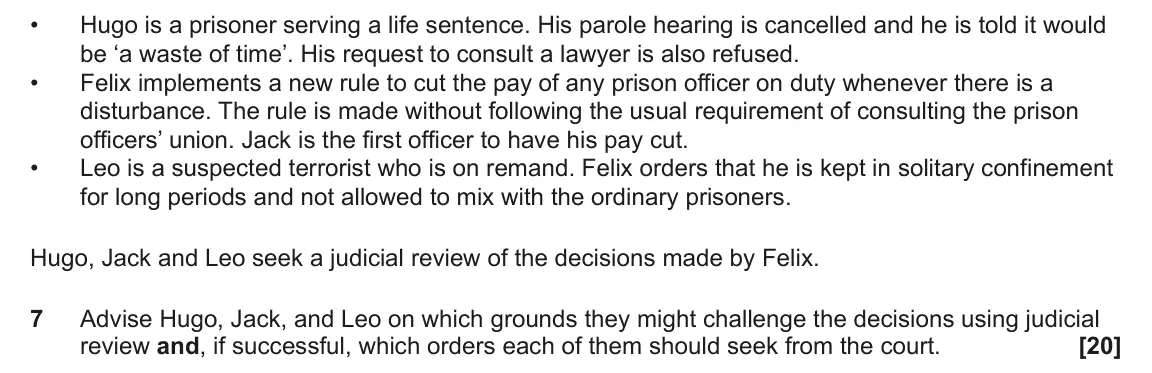 • Hugo is a prisoner serving a life sentence. His parole hearing is cancelled and he is told it would
be ‘a waste of time’. His request to consult a lawyer is also refused.
• Felix implements a new rule to cut the pay of any prison officer on duty whenever there is a
disturbance. The rule is made without following the usual requirement of consulting the prison
officers’ union. Jack is the first officer to have his pay cut.
• Leo is a suspected terrorist who is on remand. Felix orders that he is kept in solitary confinement
for long periods and not allowed to mix with the ordinary prisoners.
Hugo, Jack and Leo seek a judicial review of the decisions made by Felix.
7 Advise Hugo, Jack, and Leo on which grounds they might challenge the decisions using judicial
review and, if successful, which orders each of them should seek from the court. [20]